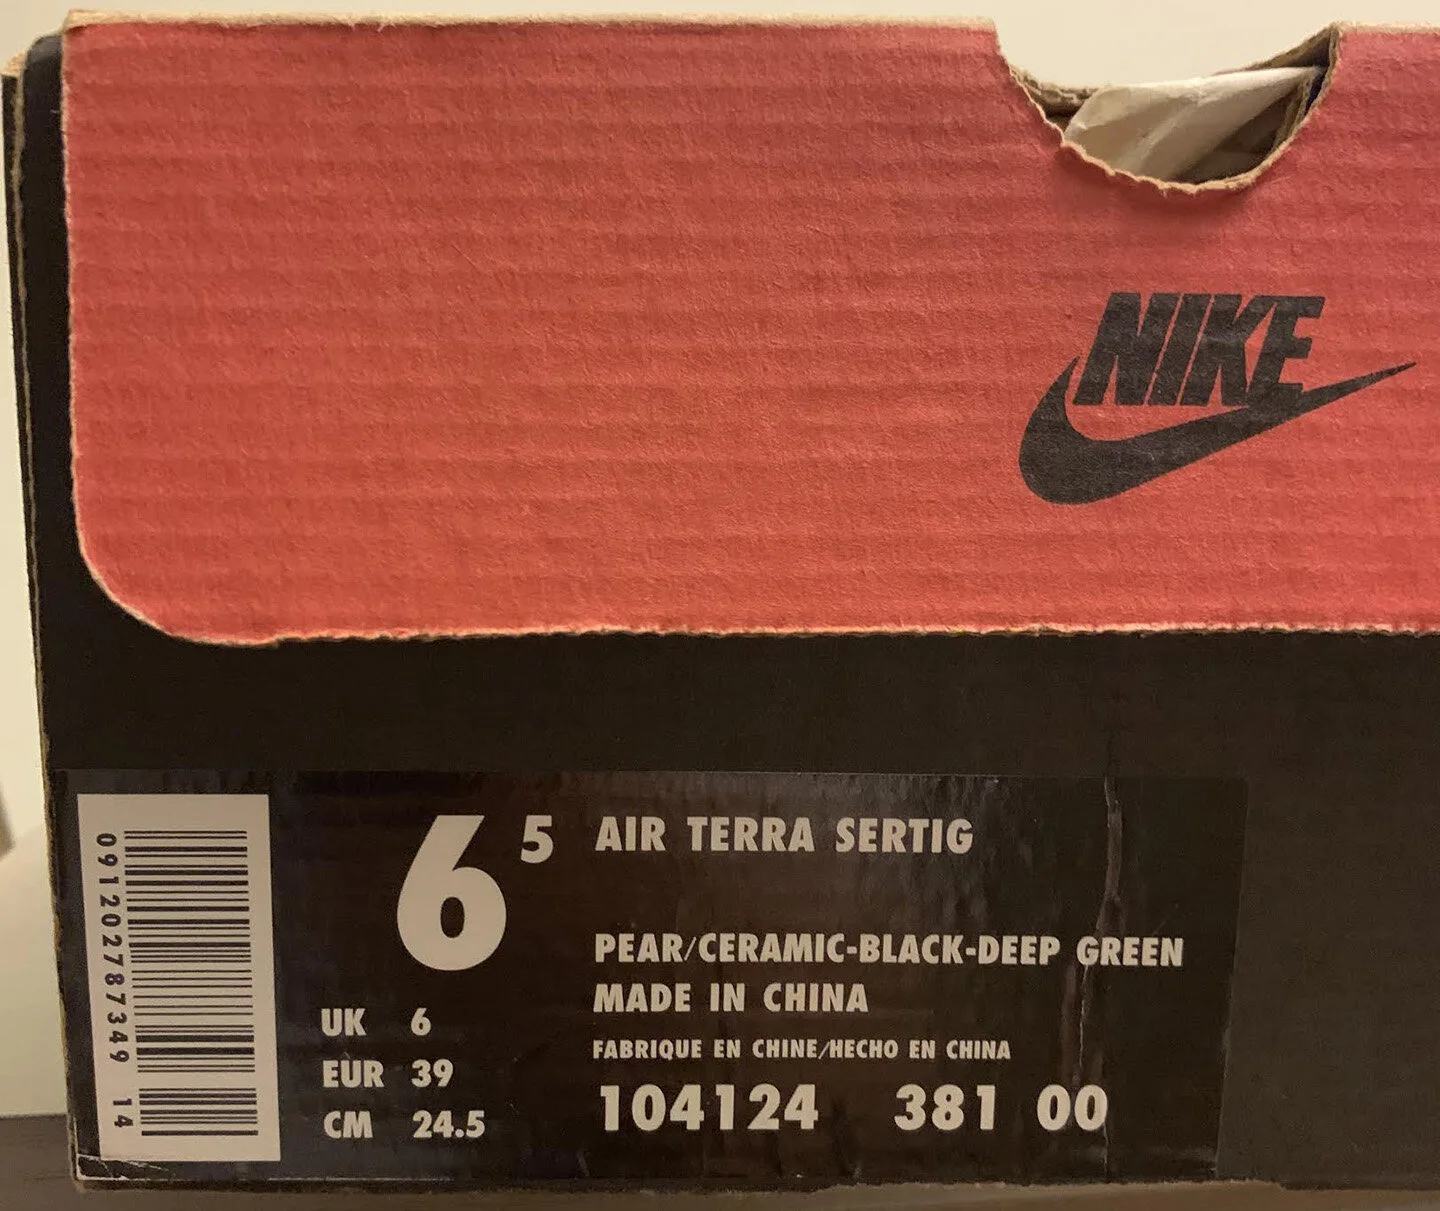 NIKE
6 5 AIR TERRA SERTIG
PEAR/CERAMIC-BLACK-DEEP GREEN
MADE IN CHINA
FABRIQUE EN CHINE/HECHO EN CHINA
104124 381 00
UK 6
EUR 39
CM 24.5
091202787349 14